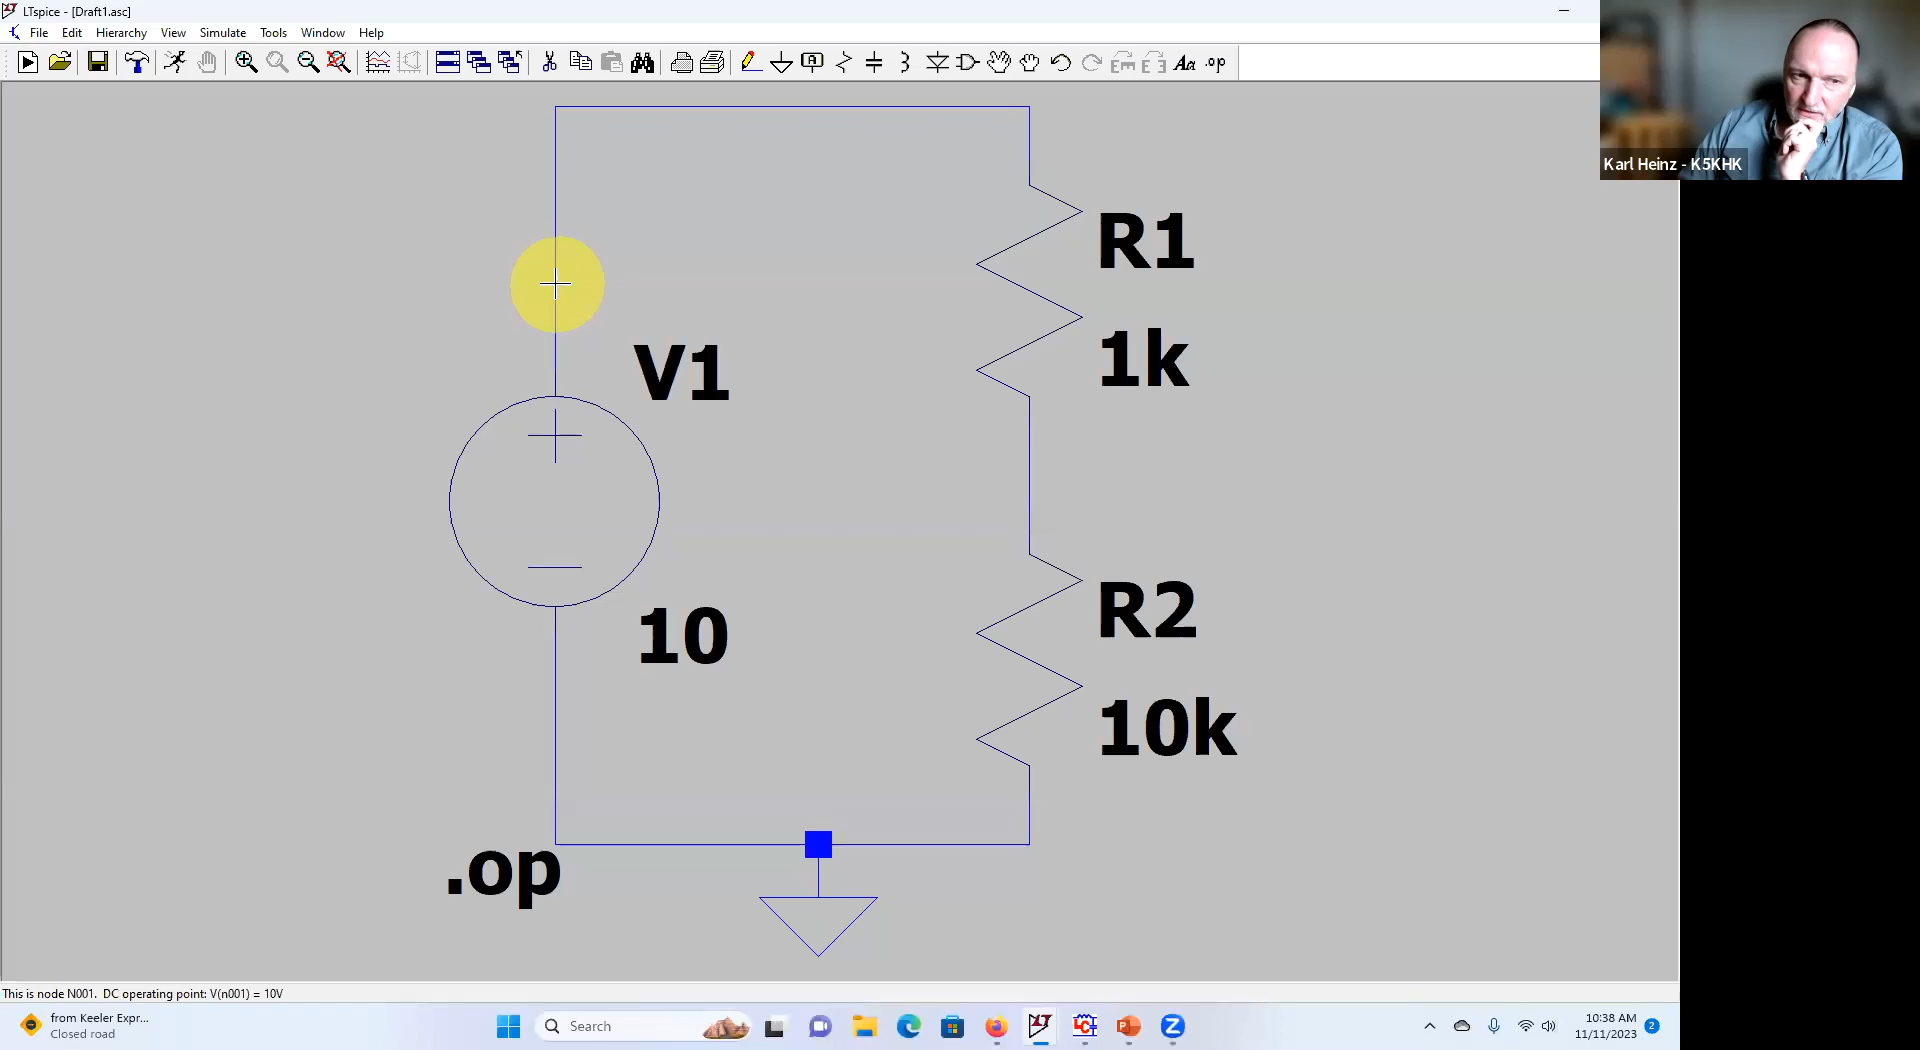 LTspice - [Draft1.asc]
File Edit Hierarchy View Simulate Tools Window Help
Aa .op
Karl Heinz - K5KHK
R1
1k
V1
10
R2
10k
.op
This is node N001. DC operating point: V(n001) = 10V
from Keeler Expr...
Closed road
Search
10:38 AM
11/11/2023
2